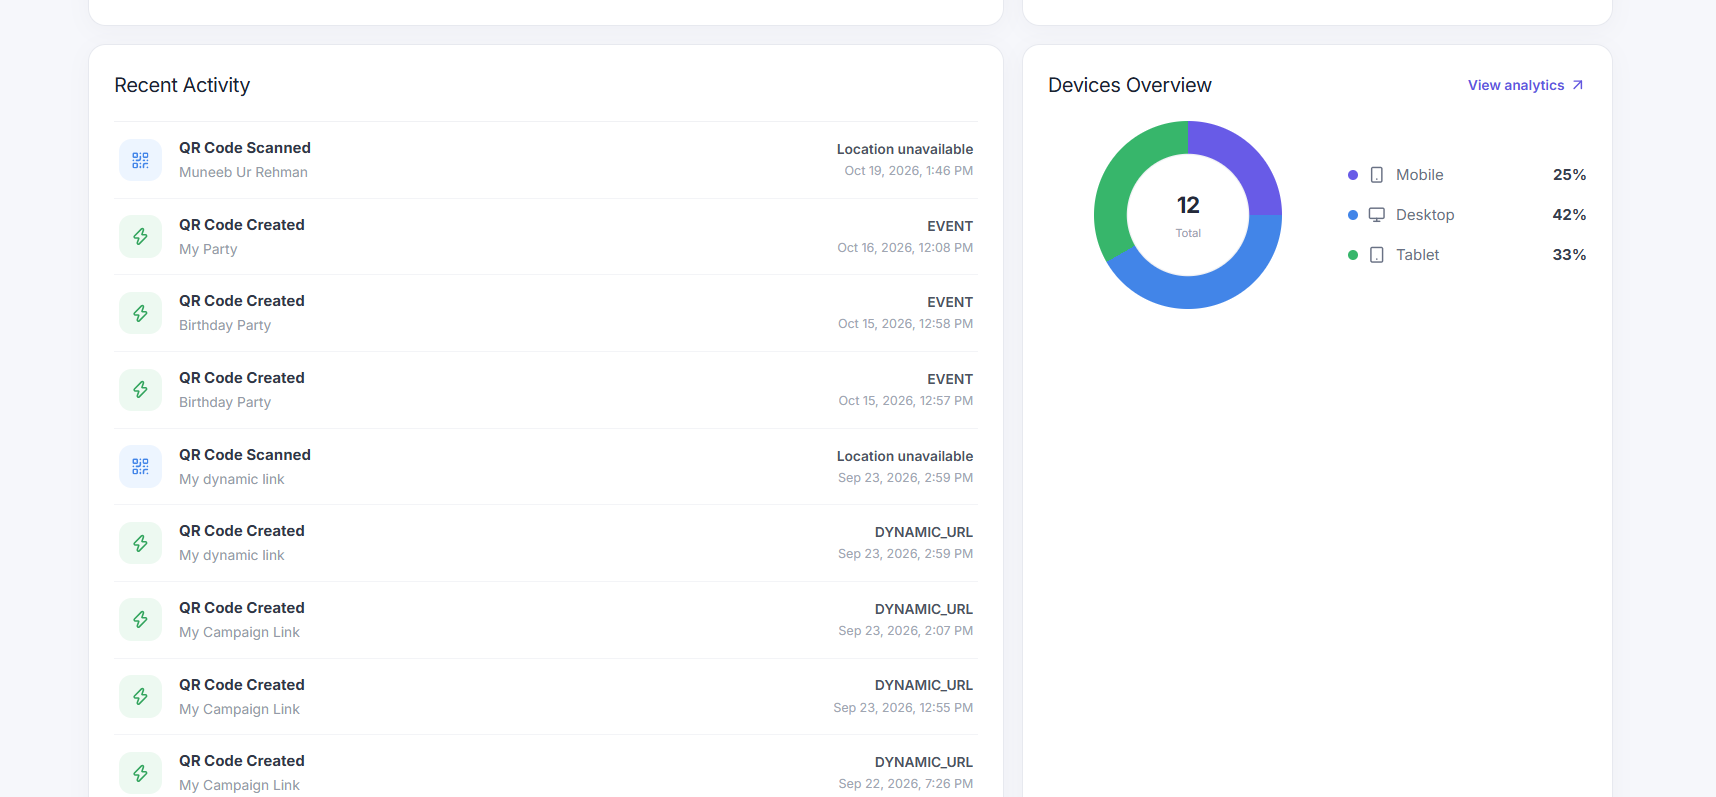 Recent Activity
QR Code Scanned
Muneeb Ur Rehman
Location unavailable
Oct 19, 2026, 1:46 PM
QR Code Created
My Party
EVENT
Oct 16, 2026, 12:08 PM
QR Code Created
Birthday Party
EVENT
Oct 15, 2026, 12:58 PM
QR Code Created
Birthday Party
EVENT
Oct 15, 2026, 12:57 PM
QR Code Scanned
My dynamic link
Location unavailable
Sep 23, 2026, 2:59 PM
QR Code Created
My dynamic link
DYNAMIC_URL
Sep 23, 2026, 2:59 PM
QR Code Created
My Campaign Link
DYNAMIC_URL
Sep 23, 2026, 2:07 PM
QR Code Created
My Campaign Link
DYNAMIC_URL
Sep 23, 2026, 12:55 PM
QR Code Created
My Campaign Link
DYNAMIC_URL
Sep 22, 2026, 7:26 PM
Devices Overview
View analytics
12
Total
Mobile 25%
Desktop 42%
Tablet 33%